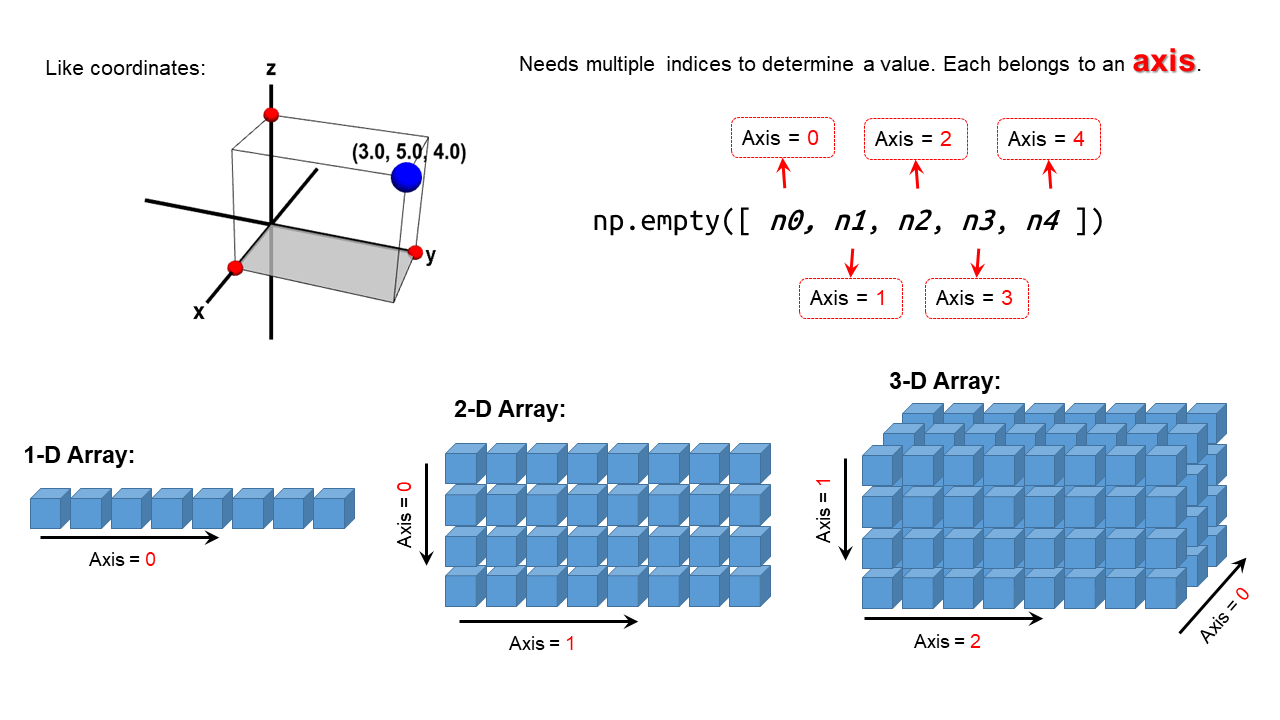 Like coordinates:
z
(3.0, 5.0, 4.0)
y
x
Needs multiple indices to determine a value. Each belongs to an axis.
Axis = 0
Axis = 2
Axis = 4
np.empty([ n0, n1, n2, n3, n4 ])
Axis = 1
Axis = 3
1-D Array:
Axis = 0
2-D Array:
Axis = 0
Axis = 1
3-D Array:
Axis = 1
Axis = 2
Axis = 0